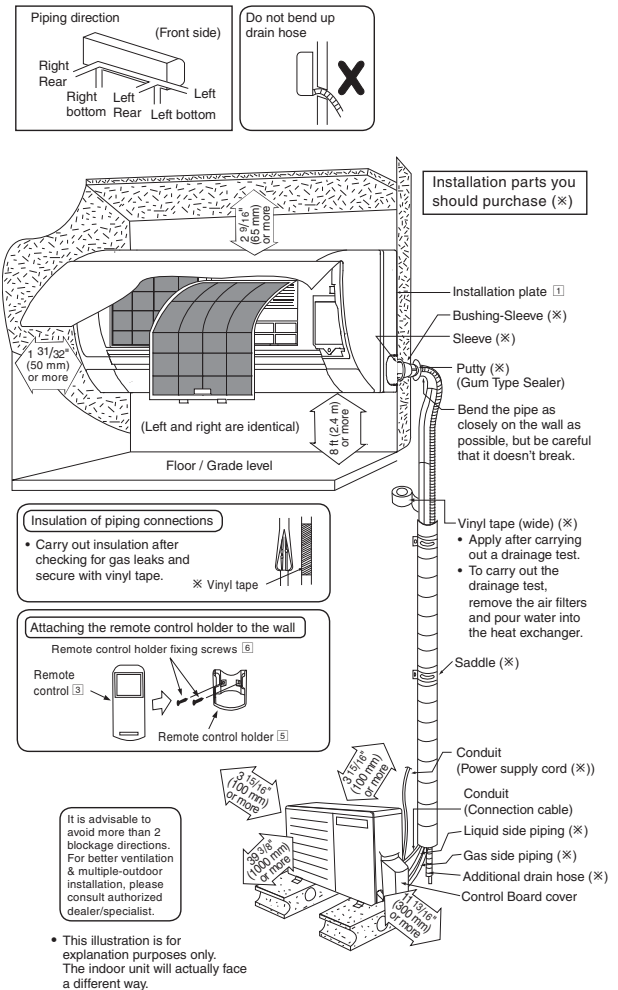 Piping direction
(Front side)
Right
Rear
Right
bottom
Left
Rear
Left
Left bottom
Do not bend up
drain hose
Installation parts you
should purchase (※)
2 9/16"
(65 mm)
or more
1 31/32"
(50 mm)
or more
(Left and right are identical)
8 ft (2.4 m
or more
Floor / Grade level
Installation plate 1
Bushing-Sleeve (※)
Sleeve (※)
Putty (※)
(Gum Type Sealer)
Bend the pipe as
closely on the wall as
possible, but be careful
that it doesn't break.
Vinyl tape (wide) (※)
• Apply after carrying
out a drainage test.
• To carry out the
drainage test,
remove the air filters
and pour water into
the heat exchanger.
Saddle (※)
Insulation of piping connections
• Carry out insulation after
checking for gas leaks and
secure with vinyl tape.
※ Vinyl tape
Attaching the remote control holder to the wall
Remote control holder fixing screws 6
Remote
control 3
Remote control holder 5
Conduit
(Power supply cord (※))
Conduit
(Connection cable)
Liquid side piping (※)
Gas side piping (※)
Additional drain hose (※)
Control Board cover
3 15/16"
(100 mm)
or more
3 15/16"
(100 mm)
or more
39 3/8"
(1000 mm)
or more
11 13/16"
(300 mm)
or more
It is advisable to
avoid more than 2
blockage directions.
For better ventilation
& multiple-outdoor
installation, please
consult authorized
dealer/specialist.
• This illustration is for
explanation purposes only.
The indoor unit will actually face
a different way.